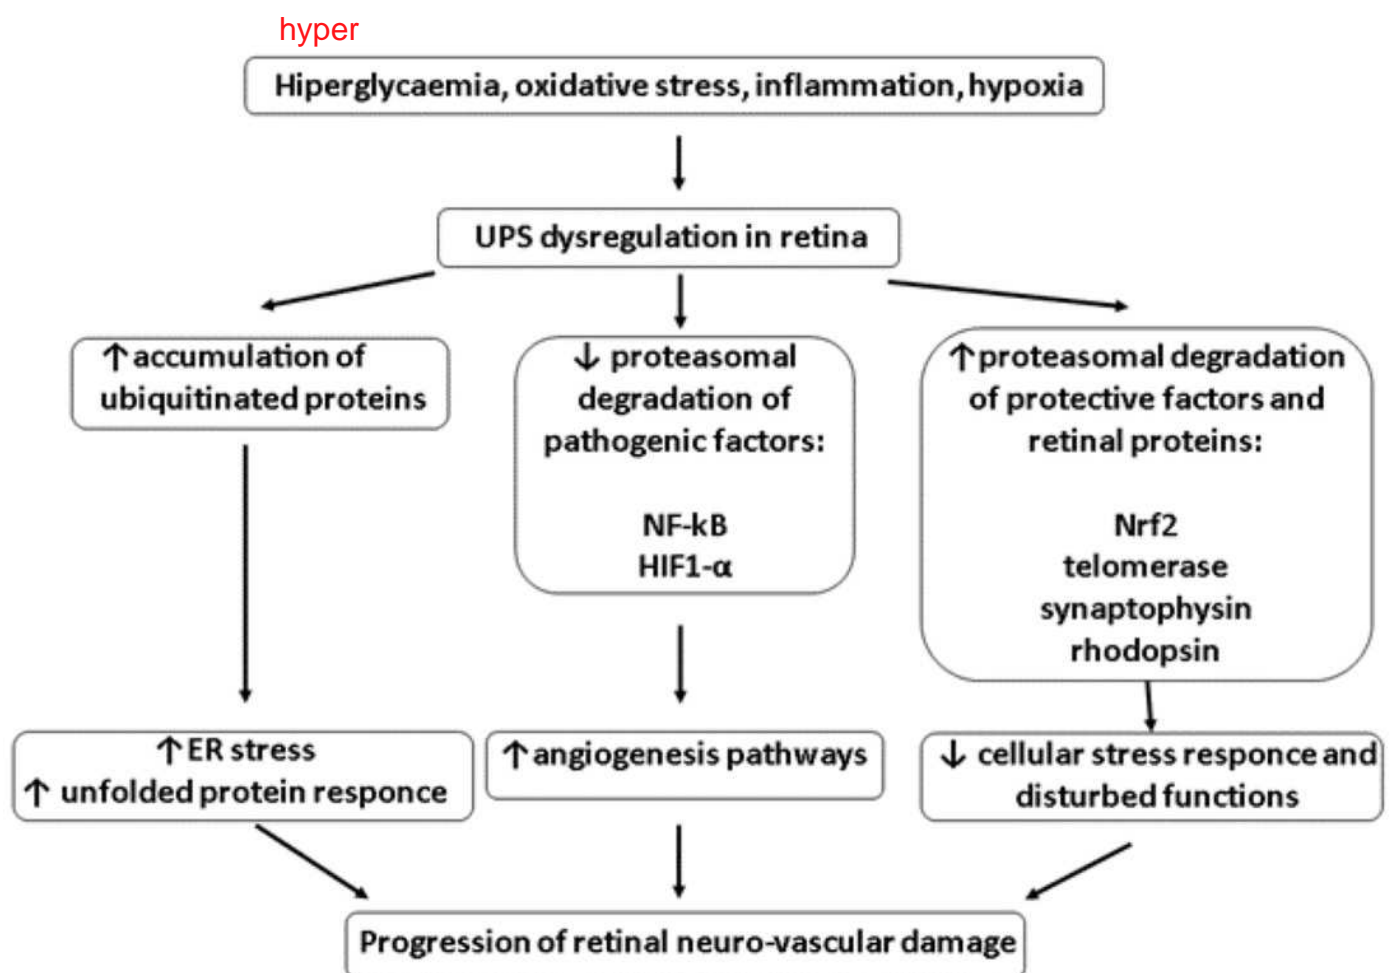 hyper
Hiperglycaemia, oxidative stress, inflammation, hypoxia
UPS dysregulation in retina
↑accumulation of
ubiquitinated proteins
↓ proteasomal
degradation of
pathogenic factors:
NF-kB
HIF1-α
↑proteasomal degradation
of protective factors and
retinal proteins:
Nrf2
telomerase
synaptophysin
rhodopsin
↑ER stress
↑ unfolded protein responce
↑angiogenesis pathways
↓ cellular stress responce and
disturbed functions
Progression of retinal neuro-vascular damage